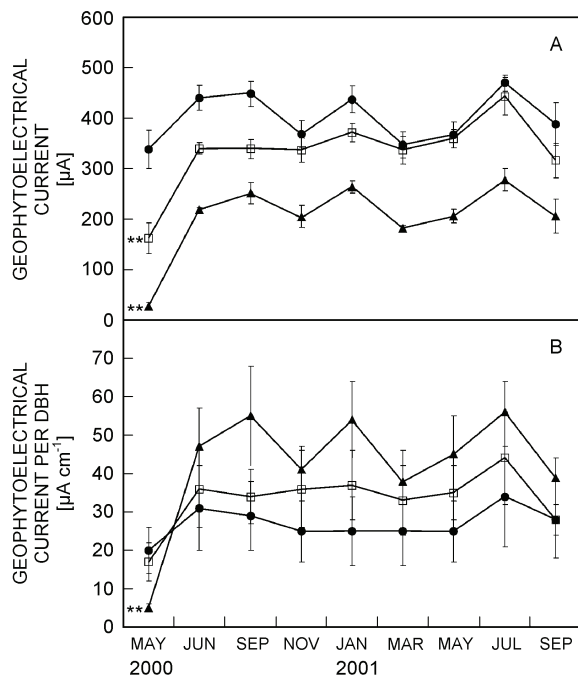 600
500
400
300
200
100
0
GEOPHYTOELECTRICAL
CURRENT
[µA]
A
**
**
70
60
50
40
30
20
10
0
GEOPHYTOELECTRICAL
CURRENT PER DBH
[µA cm-1]
B
**
MAY JUN SEP NOV JAN MAR MAY JUL SEP
2000 2001